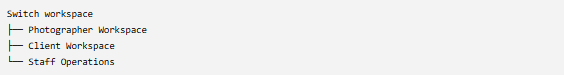 Switch workspace
├── Photographer Workspace
├── Client Workspace
└── Staff Operations